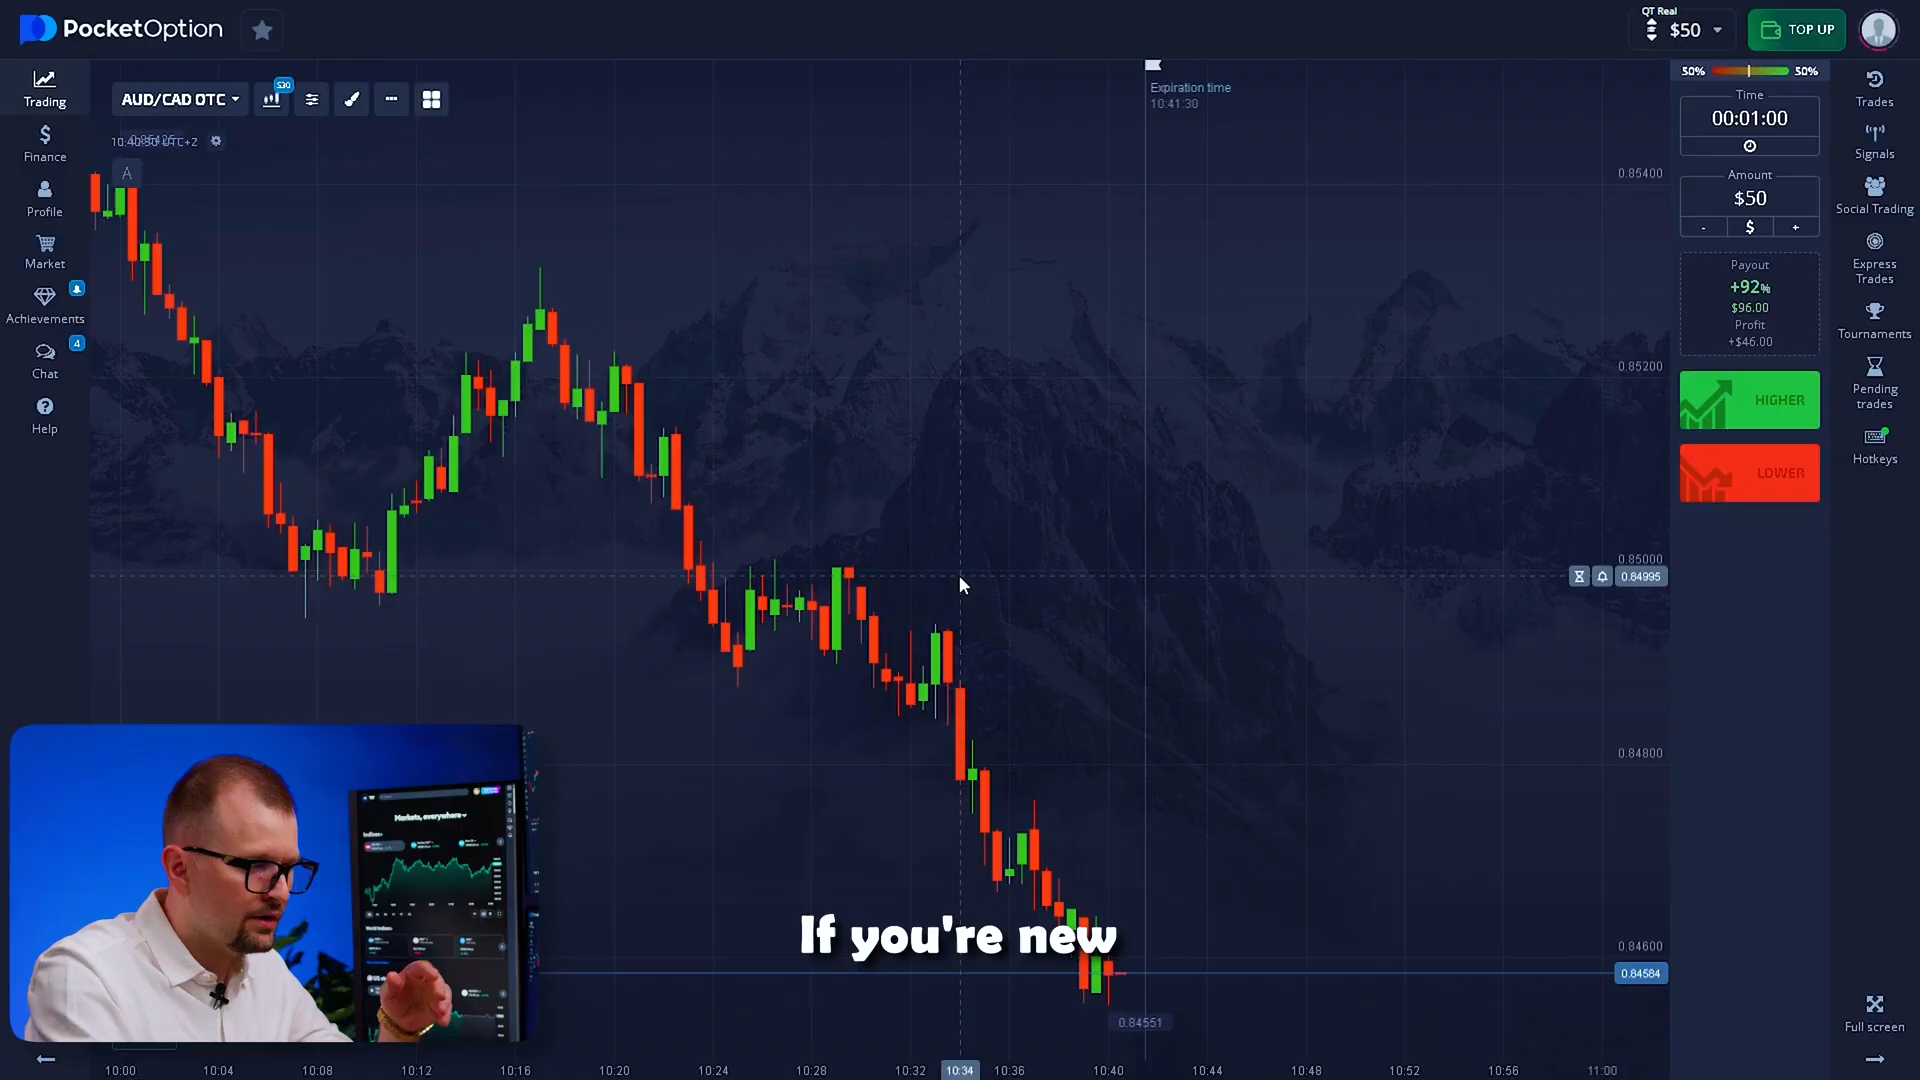 PocketOption
QT Real
$50
TOP UP
Trading
Finance
Profile
Market
Achievements
4
Chat
Help
AUD/CAD OTC
S30
A
Expiration time
10:41:30
0.85400
0.85200
0.85000
0.84995
0.84800
0.84600
0.84584
0.84551
50%
50%
Time
00:01:00
Amount
$50
- $ +
Payout
+92%
$96.00
Profit
+$46.00
HIGHER
LOWER
Trades
Signals
Social Trading
Express
Trades
Tournaments
Pending
trades
Hotkeys
Full screen
Markets, everywhere
If you're new
10:00 10:04 10:08 10:12 10:16 10:20 10:24 10:28 10:32 10:34 10:36 10:40 10:44 10:48 10:52 10:56 11:00